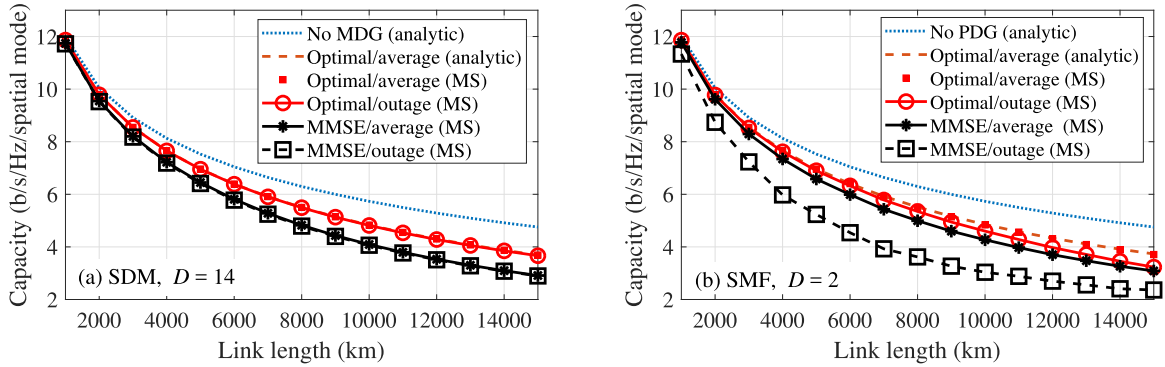 Capacity (b/s/Hz/spatial mode)
12
10
8
6
4
2
No MDG (analytic)
Optimal/average (analytic)
Optimal/average (MS)
Optimal/outage (MS)
MMSE/average (MS)
MMSE/outage (MS)
(a) SDM, D = 14
2000 4000 6000 8000 10000 12000 14000
Link length (km)
Capacity (b/s/Hz/spatial mode)
12
10
8
6
4
2
No PDG (analytic)
Optimal/average (analytic)
Optimal/average (MS)
Optimal/outage (MS)
MMSE/average (MS)
MMSE/outage (MS)
(b) SMF, D = 2
2000 4000 6000 8000 10000 12000 14000
Link length (km)